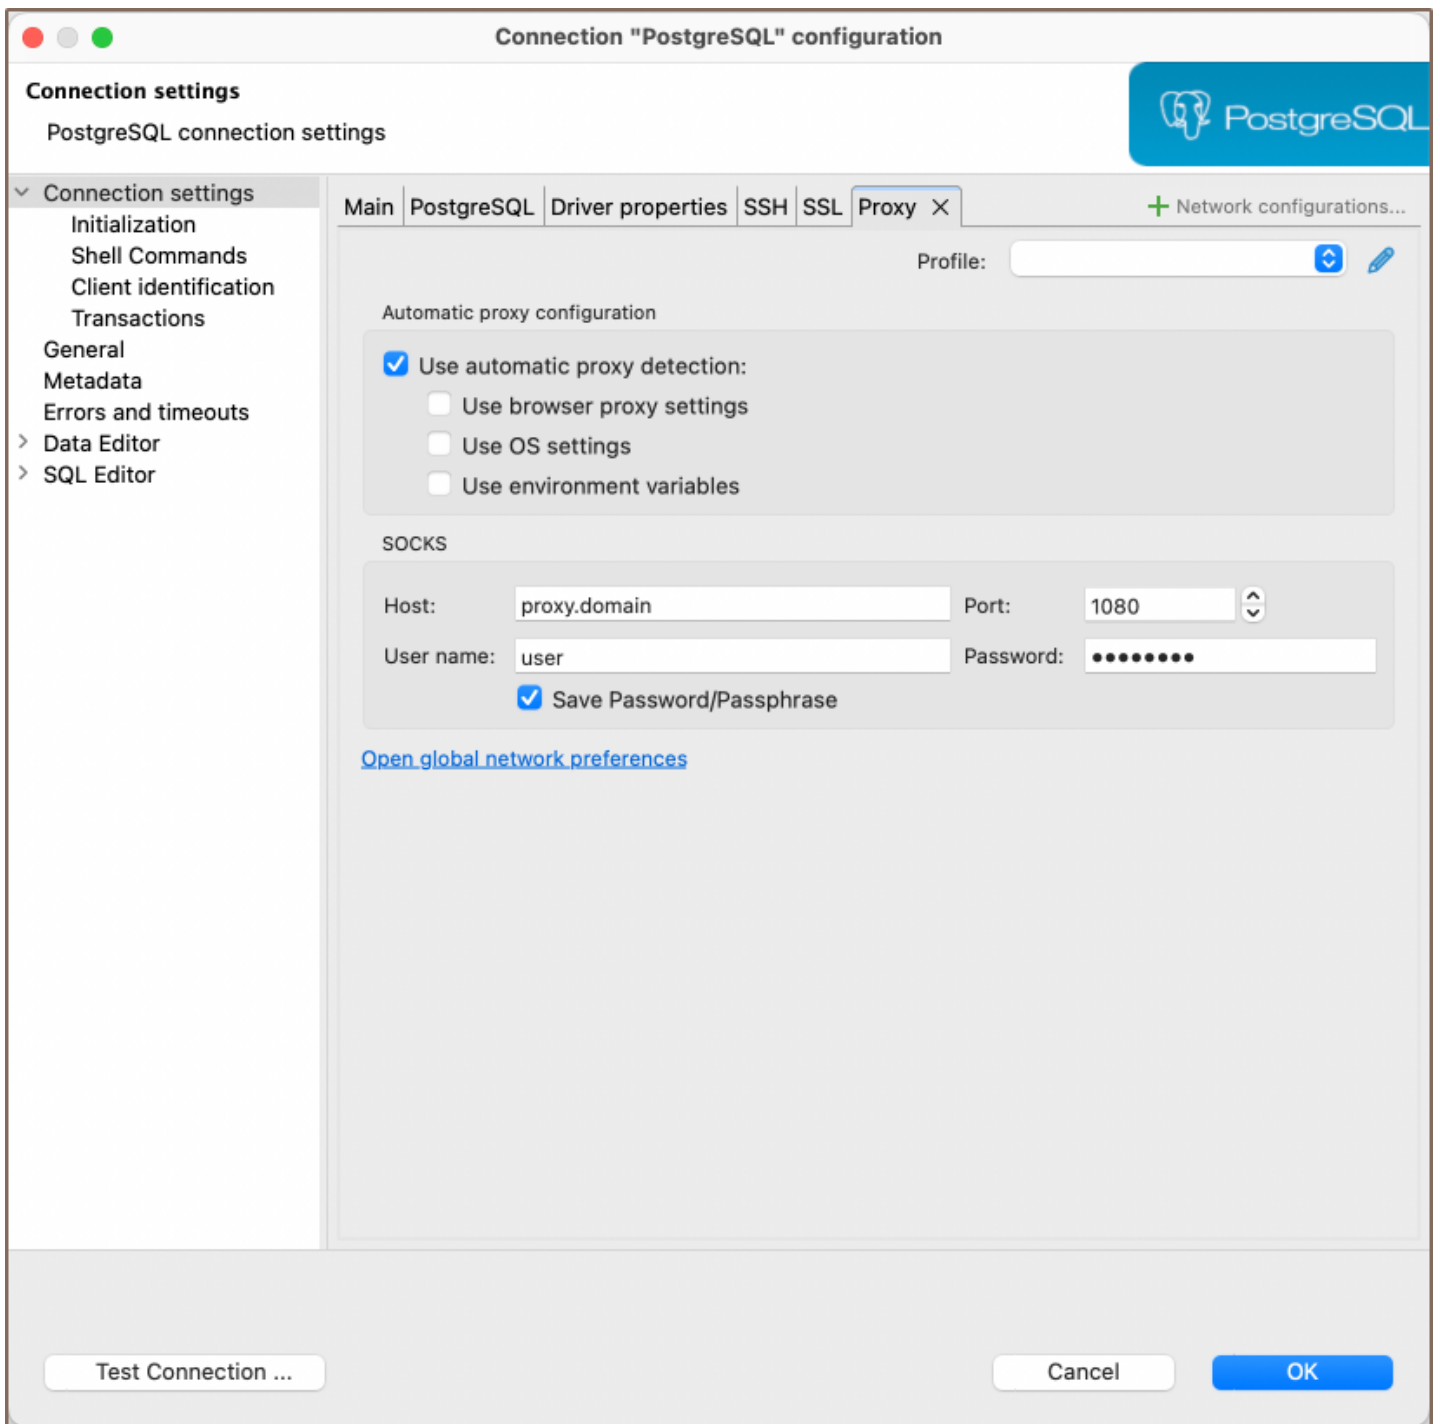 Connection "PostgreSQL" configuration
Connection settings
PostgreSQL connection settings
PostgreSQL
Connection settings
Initialization
Shell Commands
Client identification
Transactions
General
Metadata
Errors and timeouts
Data Editor
SQL Editor
Main PostgreSQL Driver properties SSH SSL Proxy Network configurations...
Profile:
Automatic proxy configuration
Use automatic proxy detection:
Use browser proxy settings
Use OS settings
Use environment variables
SOCKS
Host: proxy.domain Port: 1080
User name: user Password: ••••••••
Save Password/Passphrase
Open global network preferences
Test Connection ... Cancel OK